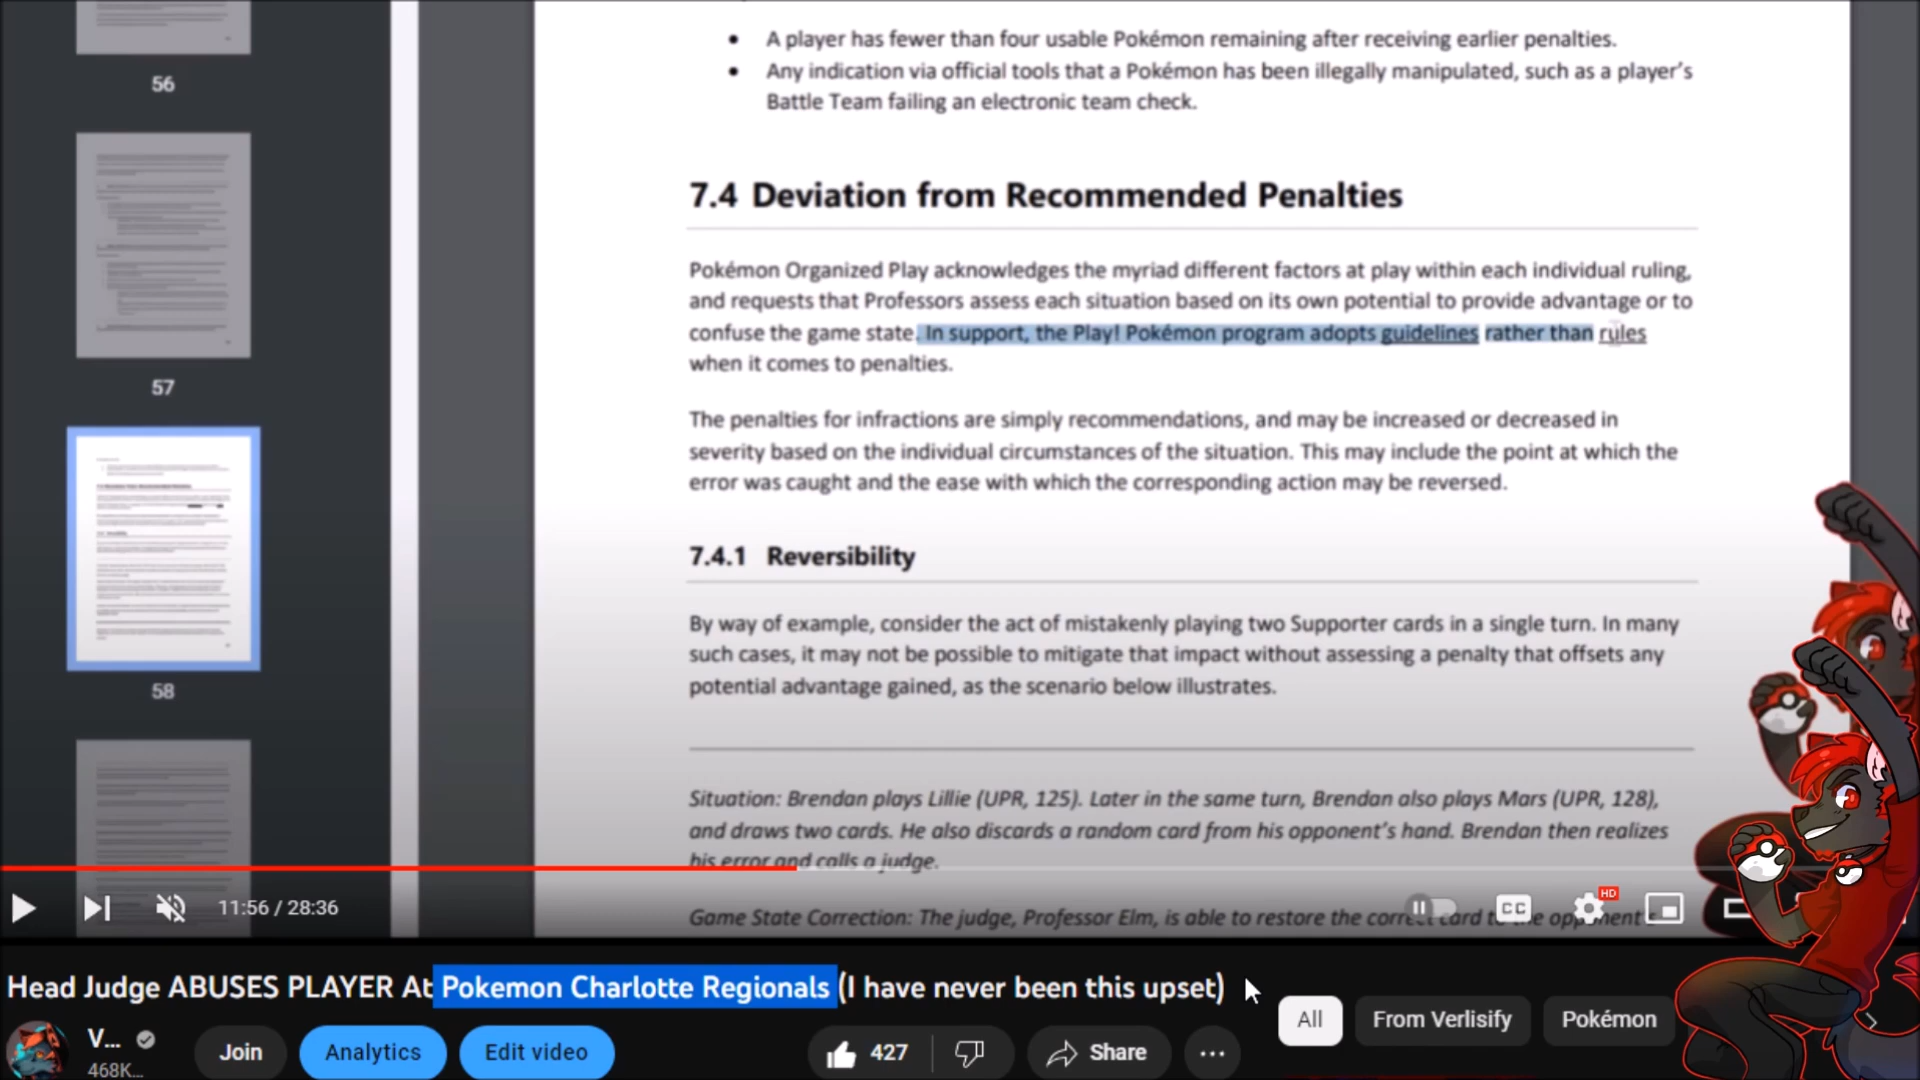 56
57
58
A player has fewer than four usable Pokémon remaining after receiving earlier penalties.
Any indication via official tools that a Pokémon has been illegally manipulated, such as a player's
Battle Team failing an electronic team check.
7.4 Deviation from Recommended Penalties
Pokémon Organized Play acknowledges the myriad different factors at play within each individual ruling,
and requests that Professors assess each situation based on its own potential to provide advantage or to
confuse the game state. In support, the Play! Pokémon program adopts guidelines rather than rules
when it comes to penalties.
The penalties for infractions are simply recommendations, and may be increased or decreased in
severity based on the individual circumstances of the situation. This may include the point at which the
error was caught and the ease with which the corresponding action may be reversed.
7.4.1 Reversibility
By way of example, consider the act of mistakenly playing two Supporter cards in a single turn. In many
such cases, it may not be possible to mitigate that impact without assessing a penalty that offsets any
potential advantage gained, as the scenario below illustrates.
Situation: Brendan plays Lillie (UPR, 125). Later in the same turn, Brendan also plays Mars (UPR, 128),
and draws two cards. He also discards a random card from his opponent's hand. Brendan then realizes
his error and calls a judge.
Game State Correction: The judge, Professor Elm, is able to restore the correct card to the opponent's
11:56 / 28:36
CC
HD
Head Judge ABUSES PLAYER At Pokemon Charlotte Regionals (I have never been this upset)
V...
468K...
Join
Analytics
Edit video
427
Share
All
From Verlisify
Pokémon